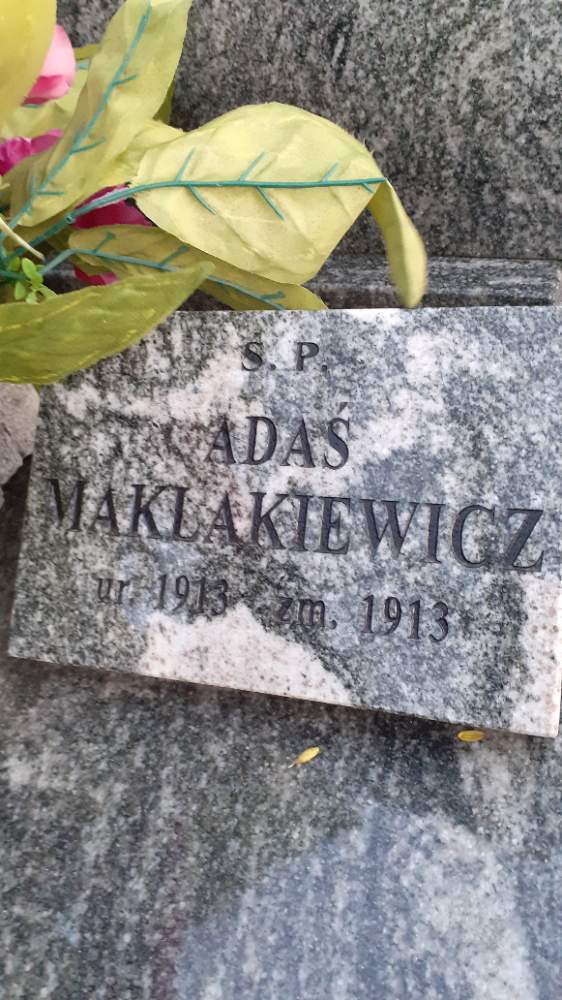 Ś. P.
ADAŚ
MAKLAKIEWICZ
ur. 1913 zm. 1913